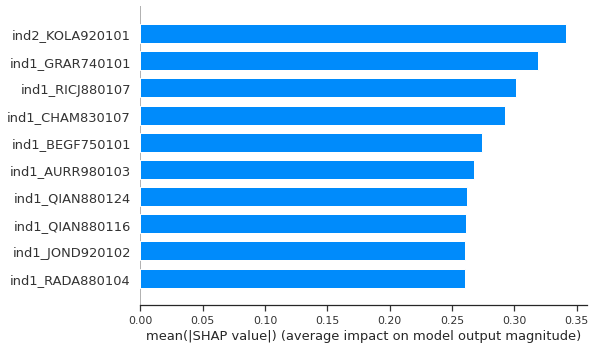 ind2_KOLA920101
ind1_GRAR740101
ind1_RICJ880107
ind1_CHAM830107
ind1_BEGF750101
ind1_AURR980103
ind1_QIAN880124
ind1_QIAN880116
ind1_JOND920102
ind1_RADA880104
0.00 0.05 0.10 0.15 0.20 0.25 0.30 0.35
mean(|SHAP value|) (average impact on model output magnitude)